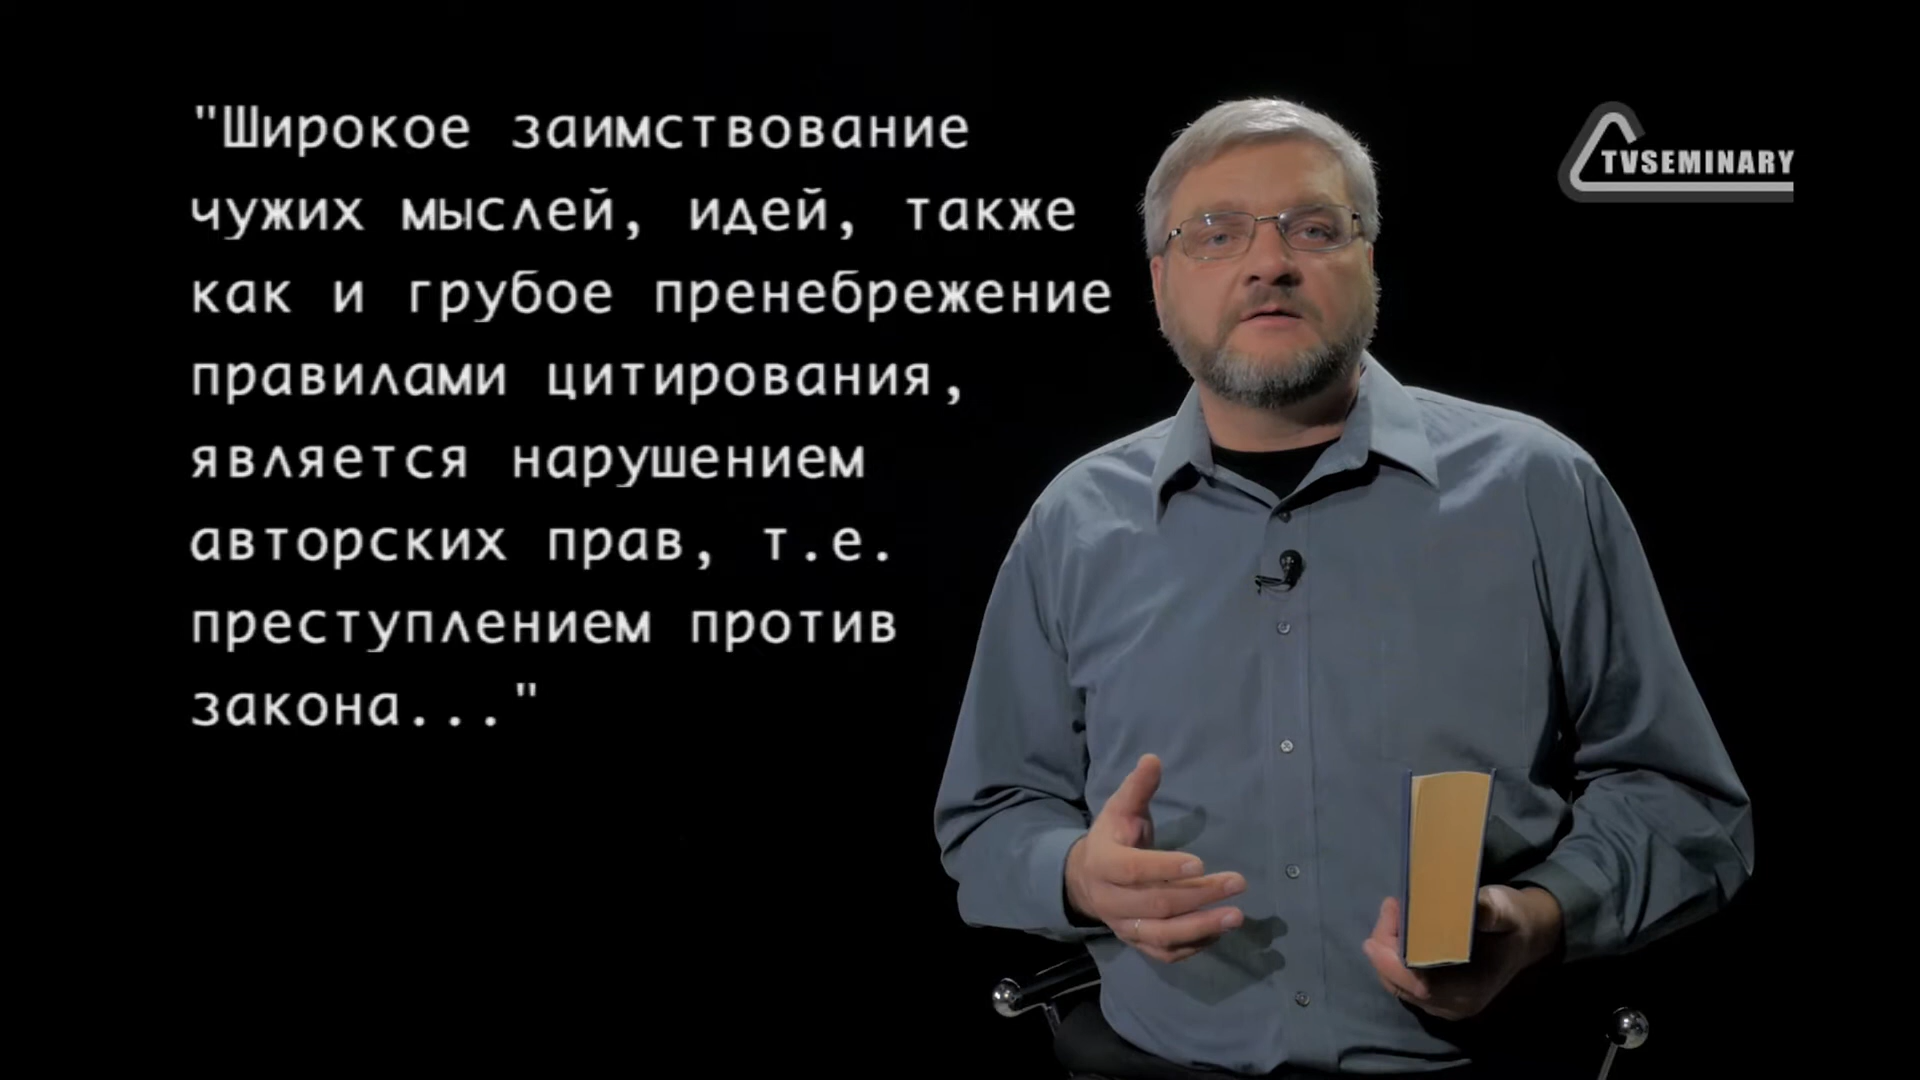 "Широкое заимствование
чужих мыслей, идей, также
как и грубое пренебрежение
правилами цитирования,
является нарушением
авторских прав, т.е.
преступлением против
закона..."
TVSEMINARY